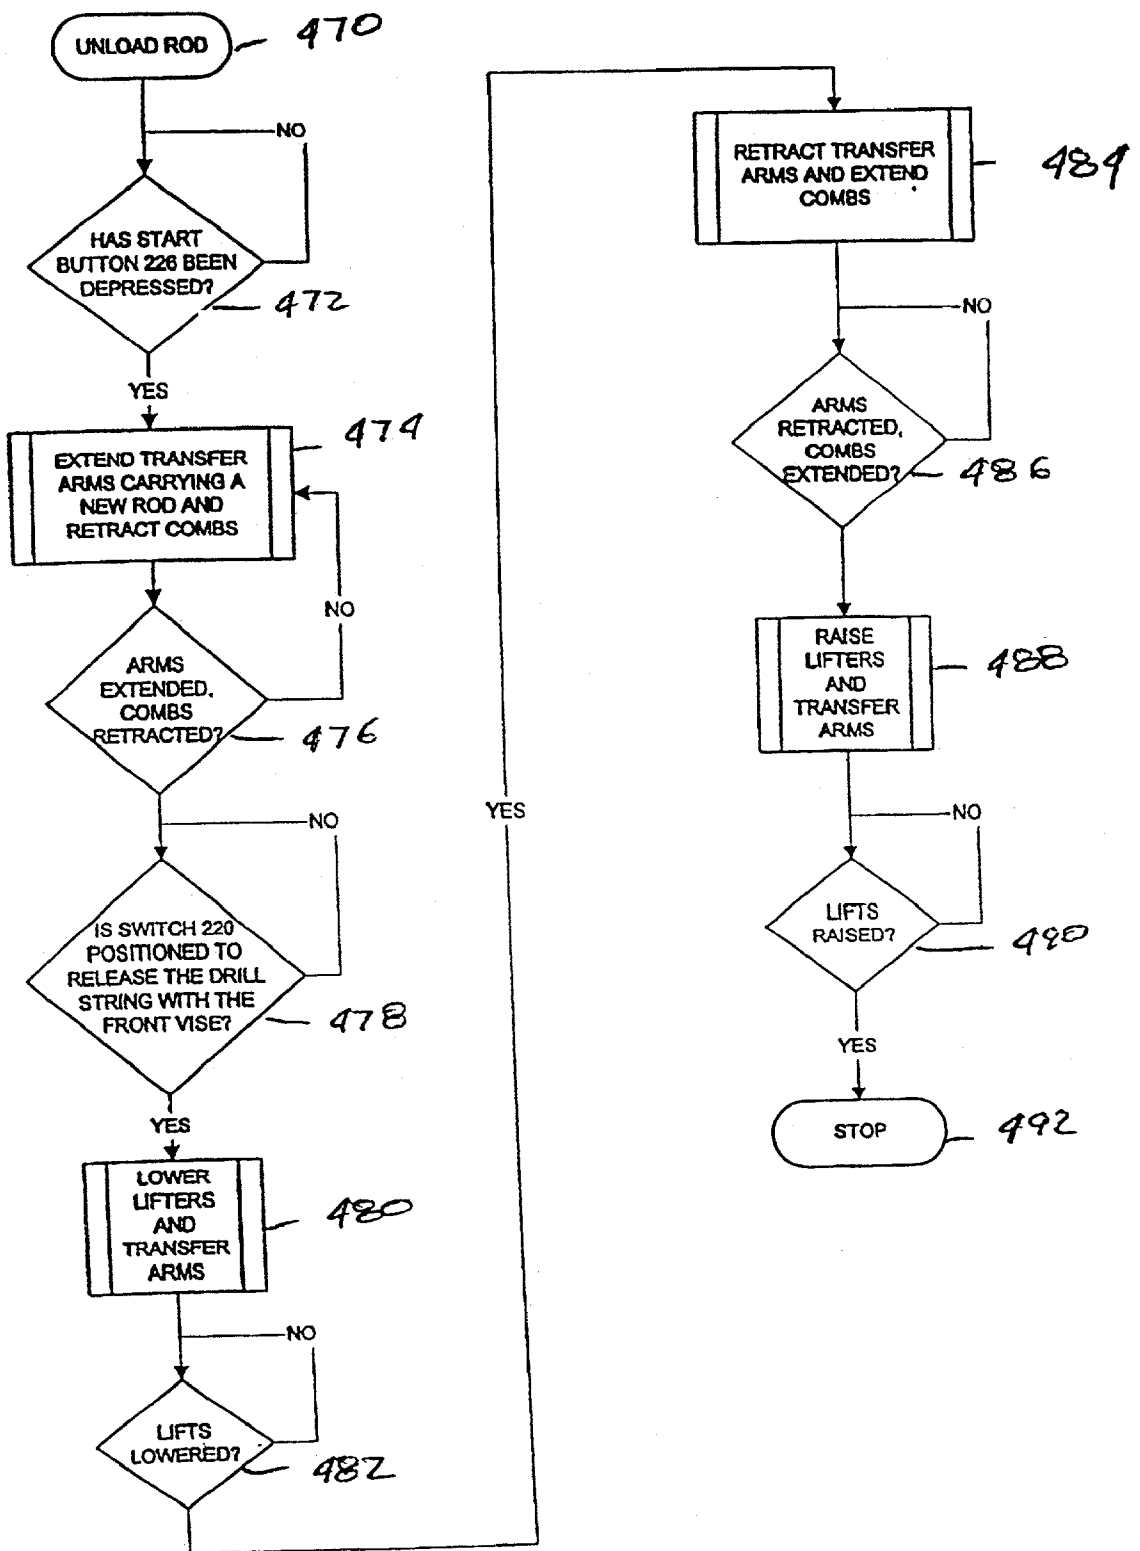 UNLOAD ROD
470
NO
HAS START
BUTTON 226 BEEN
DEPRESSED?
472
YES
474
EXTEND TRANSFER
ARMS CARRYING A
NEW ROD AND
RETRACT COMBS
NO
ARMS
EXTENDED,
COMBS
RETRACTED?
476
NO
IS SWITCH 220
POSITIONED TO
RELEASE THE DRILL
STRING WITH THE
FRONT VISE?
478
YES
LOWER
LIFTERS
AND
TRANSFER
ARMS
480
NO
LIFTS
LOWERED?
482
YES
RETRACT TRANSFER
ARMS AND EXTEND
COMBS
484
NO
ARMS
RETRACTED,
COMBS
EXTENDED?
486
RAISE
LIFTERS
AND
TRANSFER
ARMS
488
NO
LIFTS
RAISED?
490
YES
STOP
492